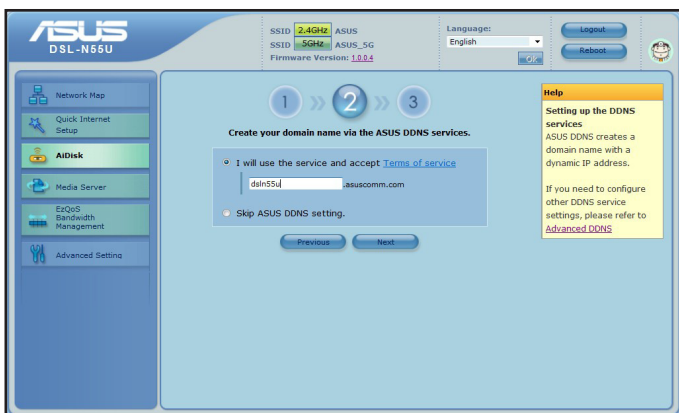 ASUS
DSL-N55U
SSID 2.4GHz ASUS
SSID 5GHz ASUS_5G
Firmware Version: 1.0.0.4
Language:
English
OK
Logout
Reboot
Network Map
Quick Internet
Setup
AiDisk
Media Server
EzQoS
Bandwidth
Management
Advanced Setting
1 » 2 » 3
Create your domain name via the ASUS DDNS services.
I will use the service and accept Terms of service
dsln55u .asuscomm.com
Skip ASUS DDNS setting.
Previous
Next
Help
Setting up the DDNS
services
ASUS DDNS creates a
domain name with a
dynamic IP address.
If you need to configure
other DDNS service
settings, please refer to
Advanced DDNS